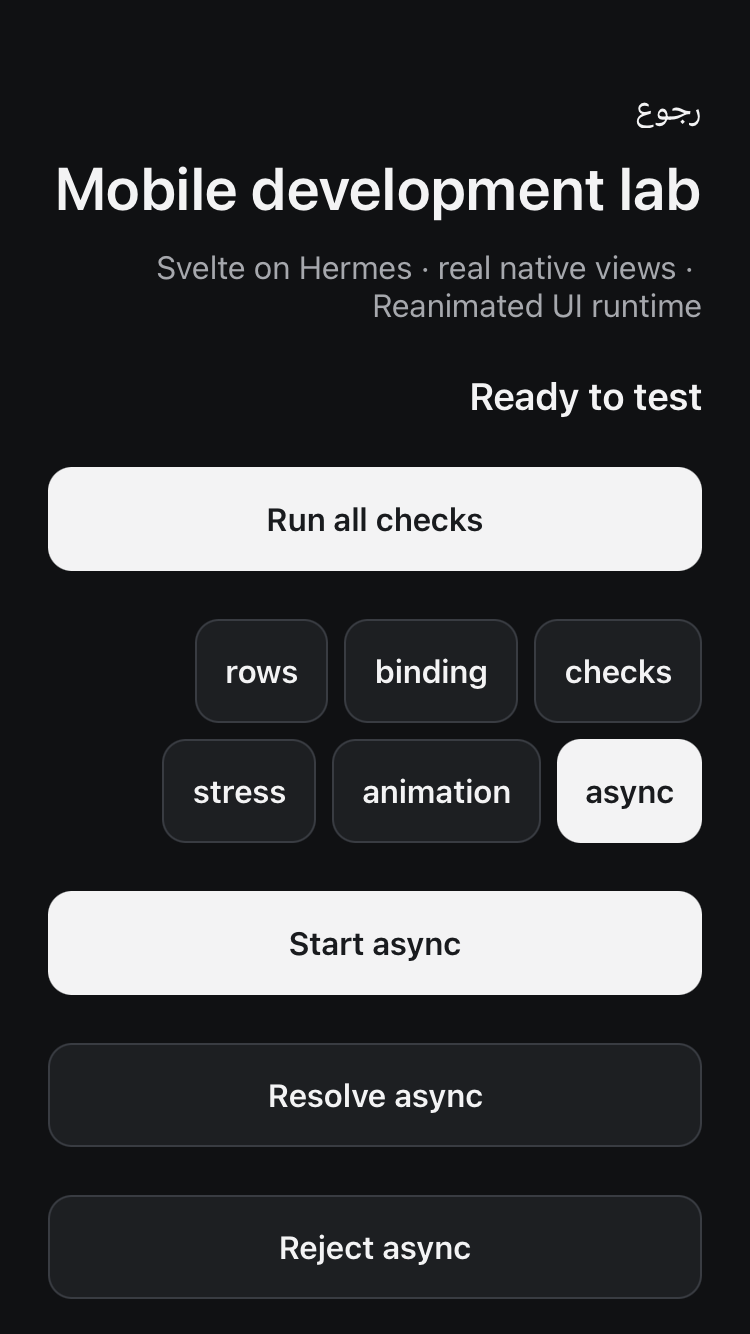 رجوع
Mobile development lab
Svelte on Hermes · real native views ·
Reanimated UI runtime
Ready to test
Run all checks
checks
binding
rows
async
animation
stress
Start async
Resolve async
Reject async